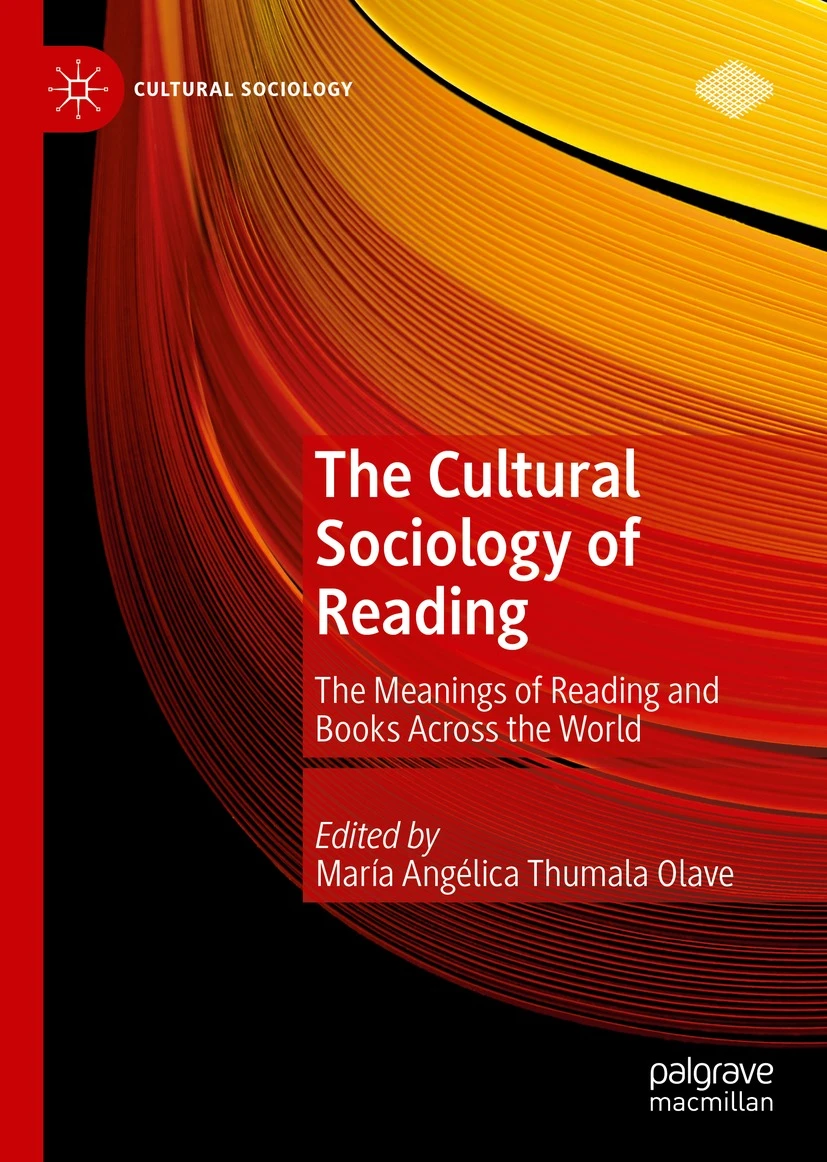 CULTURAL SOCIOLOGY
The Cultural
Sociology of
Reading
The Meanings of Reading and
Books Across the World
Edited by
María Angélica Thumala Olave
palgrave
macmillan